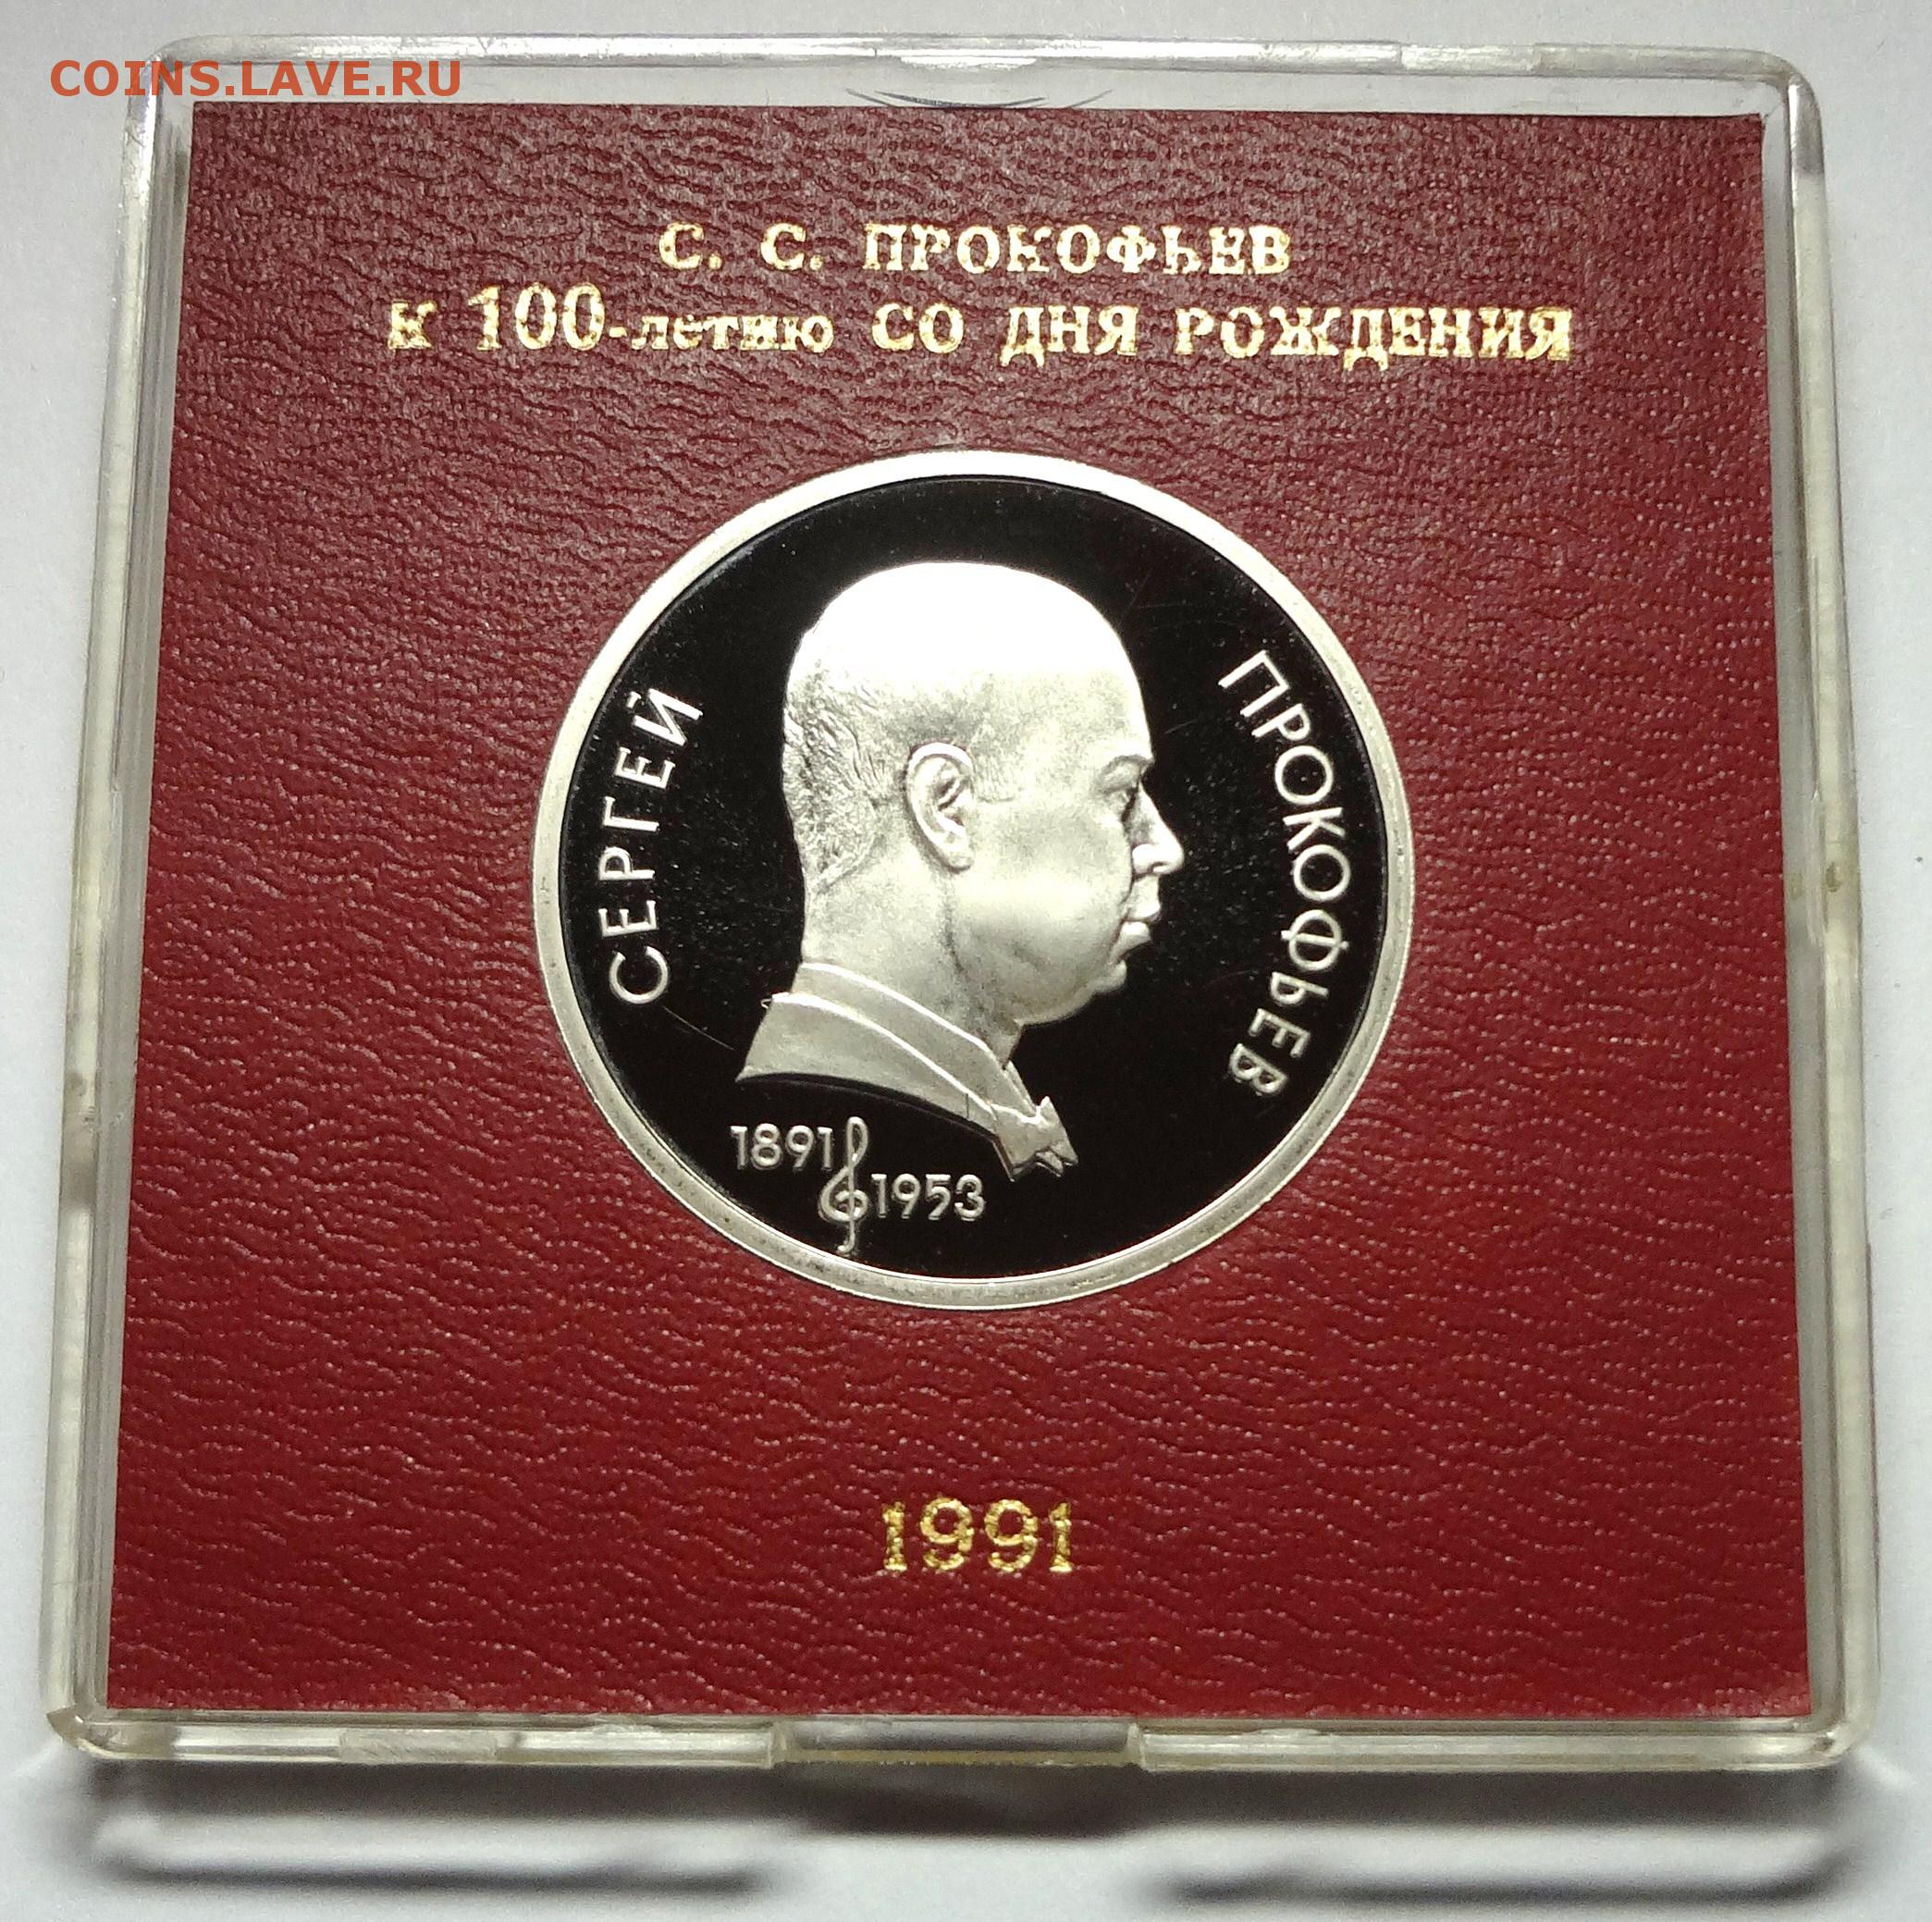 COINS.LAVE.RU
С. С. ПРОКОФЬЕВ
К 100-летию СО ДНЯ РОЖДЕНИЯ
СЕРГЕЙ
ПРОКОФЬЕВ
1891
1953
1991